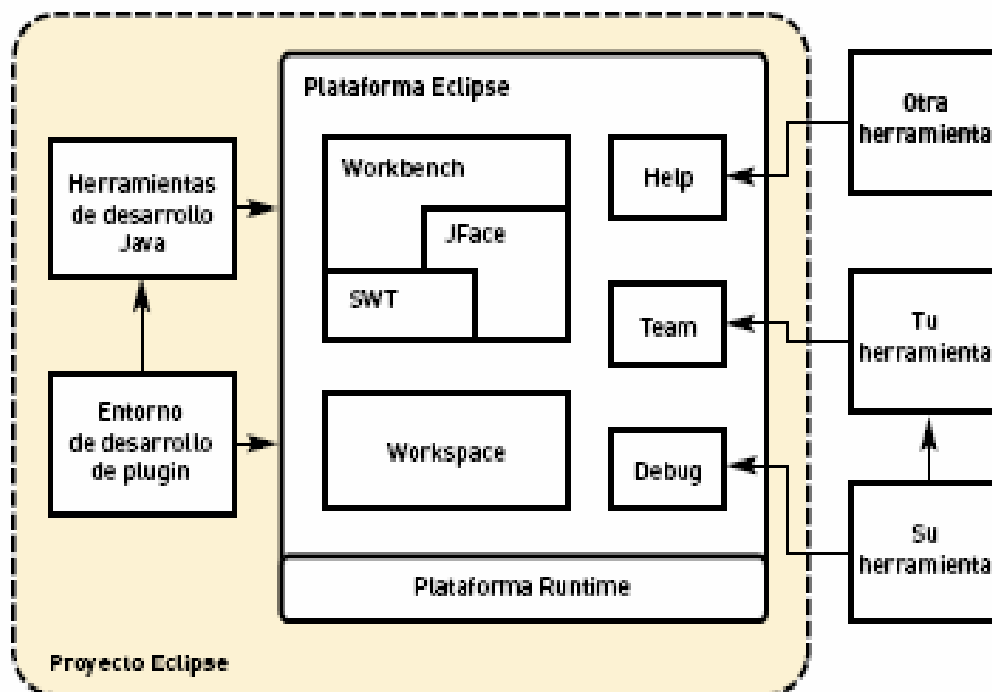 Plataforma Eclipse
Herramientas
de desarrollo
Java
Entorno
de desarrollo
de plugin
Workbench
JFace
SWT
Workspace
Help
Team
Debug
Plataforma Runtime
Proyecto Eclipse
Otra
herramienta
Tu
herramienta
Su
herramienta